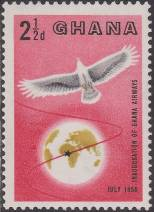 GHANA
2½d
INAUGURATION OF GHANA AIRWAYS
JULY 1958